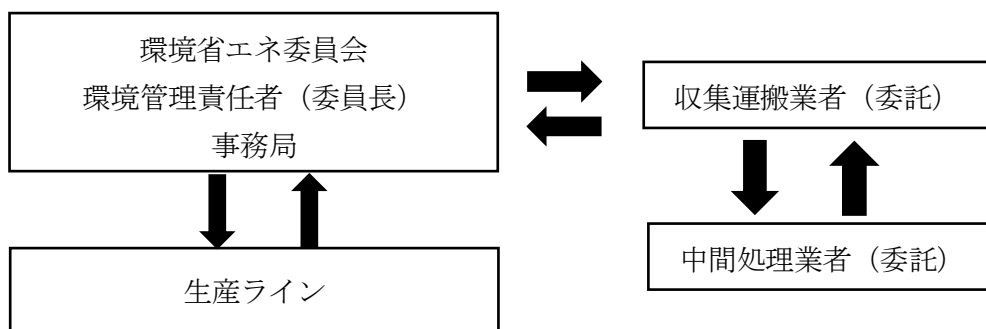 環境省エネ委員会
環境管理責任者（委員長）
事務局
収集運搬業者（委託）
生産ライン
中間処理業者（委託）